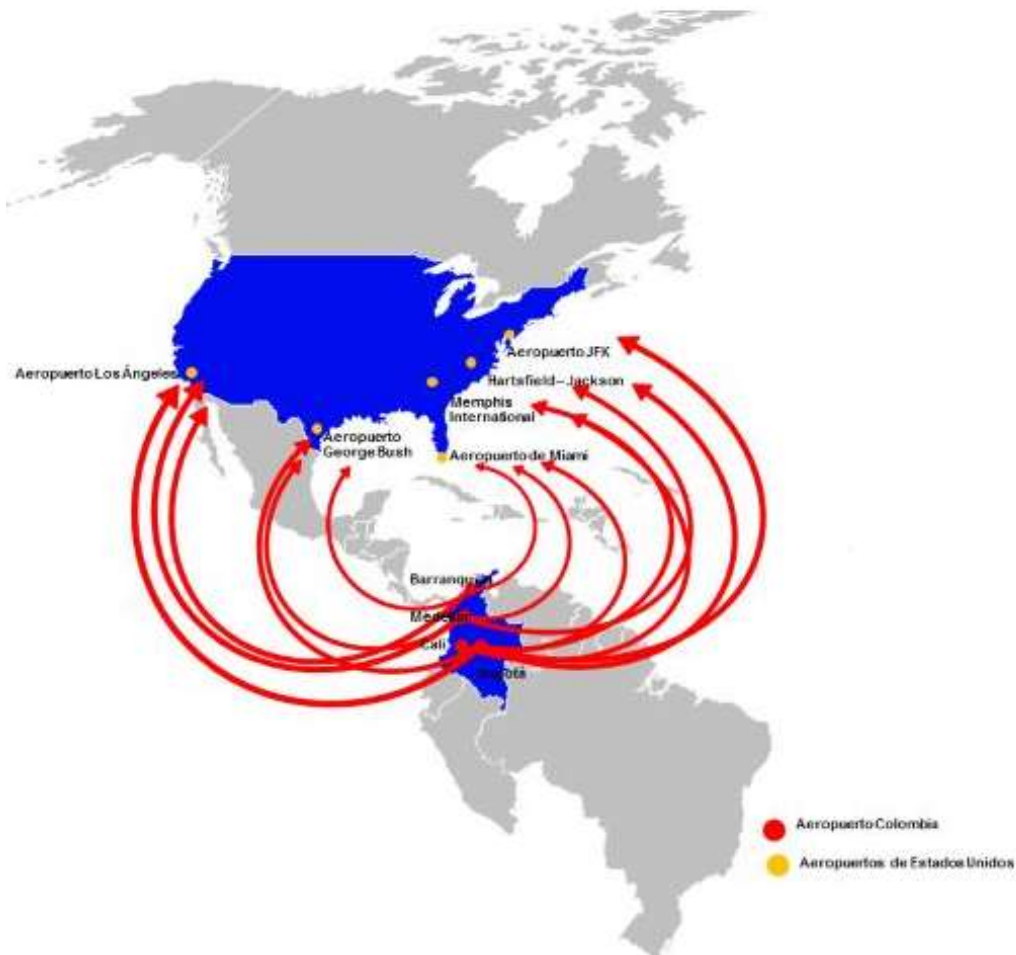 Aeropuerto JFK
Aeropuerto Los Ángeles
Hartsfield – Jackson
Memphis
International
Aeropuerto
George Bush
Aeropuerto de Miami
Barranquilla
Medellín
Cali
Bogotá
Aeropuerto Colombia
Aeropuertos de Estados Unidos